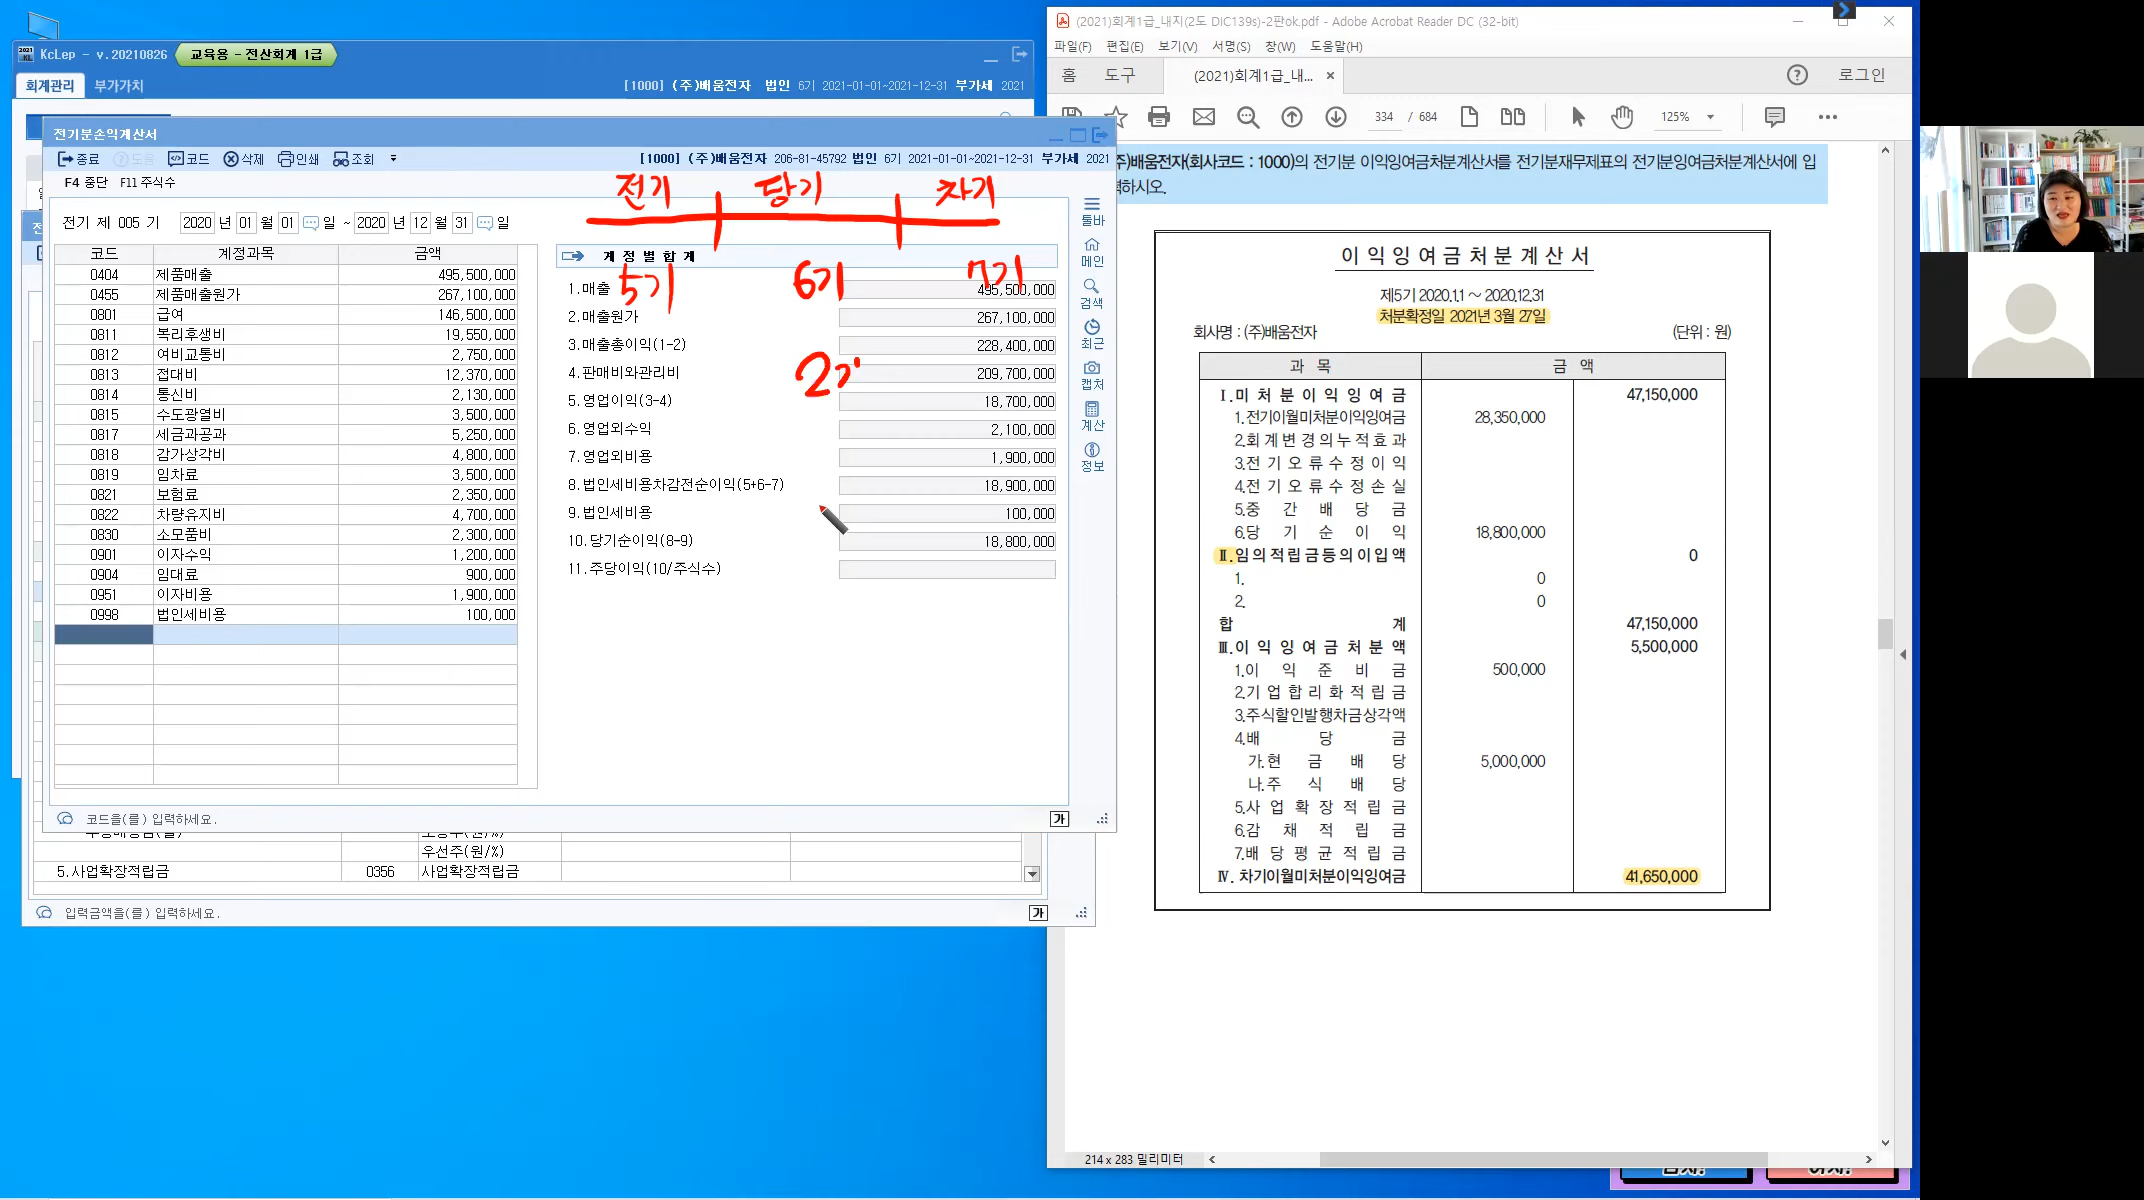 KcLep - v.20210826 교육용 - 전산회계 1급
회계관리 부가가치
[1000] (주)배움전자 법인 6기 2021-01-01~2021-12-31 부가세 2021
전기분손익계산서
종료 도움 코드 삭제 인쇄 조회
[1000] (주)배움전자 206-81-45792 법인 6기 2021-01-01~2021-12-31 부가세 2021
F4 중단 F11 주식수
전기 당기 차기
5기 6기 7기
전기 제 005 기 2020 년 01 월 01 일 ~ 2020 년 12 월 31 일
코드 계정과목 금액
0404 제품매출 495,500,000
0455 제품매출원가 267,100,000
0801 급여 146,500,000
0811 복리후생비 19,550,000
0812 여비교통비 2,750,000
0813 접대비 12,370,000
0814 통신비 2,130,000
0815 수도광열비 3,500,000
0817 세금과공과 5,250,000
0818 감가상각비 4,800,000
0819 임차료 3,500,000
0821 보험료 2,350,000
0822 차량유지비 4,700,000
0830 소모품비 2,300,000
0901 이자수익 1,200,000
0904 임대료 900,000
0951 이자비용 1,900,000
0998 법인세비용 100,000
계 정 별 합 계
1.매출 495,500,000
2.매출원가 267,100,000
3.매출총이익(1-2) 228,400,000
4.판매비와관리비 209,700,000
5.영업이익(3-4) 18,700,000
6.영업외수익 2,100,000
7.영업외비용 1,900,000
8.법인세비용차감전순이익(5+6-7) 18,900,000
9.법인세비용 100,000
10.당기순이익(8-9) 18,800,000
11.주당이익(10/주식수)
툴바
메인
검색
최근
캡처
계산
정보
코드을(를) 입력하세요.
가
우선주(원/%)
5.사업확장적립금 0356 사업확장적립금
입력금액을(를) 입력하세요.
가
(2021)회계1급_내지(2도 DIC139s)-2판ok.pdf - Adobe Acrobat Reader DC (32-bit)
파일(F) 편집(E) 보기(V) 서명(S) 창(W) 도움말(H)
홈 도구 (2021)회계1급_내... × 로그인
334 / 684 125%
주)배움전자(회사코드 : 1000)의 전기분 이익잉여금처분계산서를 전기분재무제표의 전기분잉여금처분계산서에 입
력하시오.
이익잉여금처분계산서
제5기 2020.1.1 ~ 2020.12.31
처분확정일 2021년 3월 27일
회사명 : (주)배움전자 (단위 : 원)
과 목 금 액
Ⅰ.미 처 분 이 익 잉 여 금 47,150,000
1.전기이월미처분이익잉여금 28,350,000
2.회계변경의누적효과
3.전기오류수정이익
4.전기오류수정손실
5.중 간 배 당 금
6.당 기 순 이 익 18,800,000
Ⅱ.임의적립금등의이입액 0
1. 0
2. 0
합 계 47,150,000
Ⅲ.이 익 잉 여 금 처 분 액 5,500,000
1.이 익 준 비 금 500,000
2.기업합리화적립금
3.주식할인발행차금상각액
4.배 당 금
가.현 금 배 당 5,000,000
나.주 식 배 당
5.사 업 확 장 적 립 금
6.감 채 적 립 금
7.배 당 평 균 적 립 금
Ⅳ. 차기이월미처분이익잉여금 41,650,000
214 x 283 밀리미터